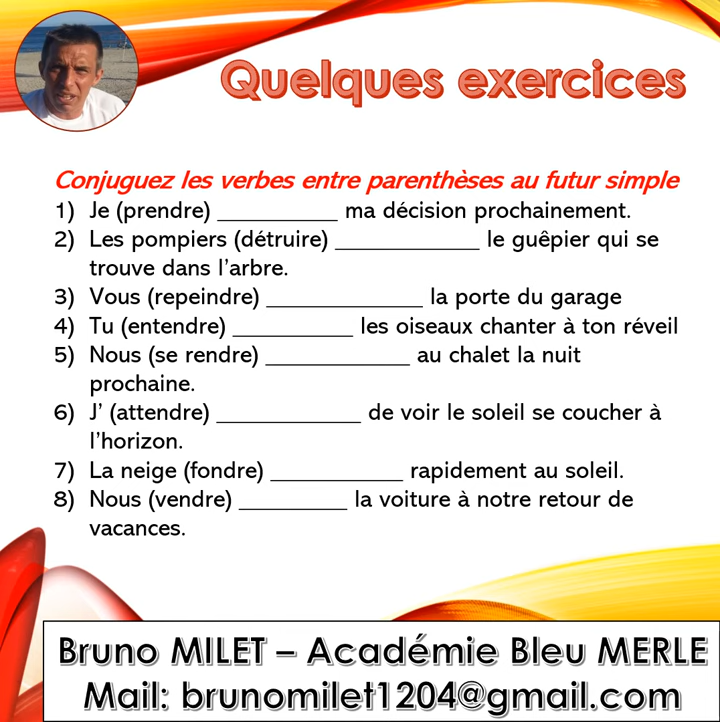 Quelques exercices
Conjuguez les verbes entre parenthèses au futur simple
1) Je (prendre) __________ ma décision prochainement.
2) Les pompiers (détruire) ____________ le guêpier qui se
trouve dans l'arbre.
3) Vous (repeindre) _____________ la porte du garage
4) Tu (entendre) __________ les oiseaux chanter à ton réveil
5) Nous (se rendre) ____________ au chalet la nuit
prochaine.
6) J' (attendre) ____________ de voir le soleil se coucher à
l'horizon.
7) La neige (fondre) ___________ rapidement au soleil.
8) Nous (vendre) _________ la voiture à notre retour de
vacances.
Bruno MILET – Académie Bleu MERLE
Mail: brunomilet1204@gmail.com